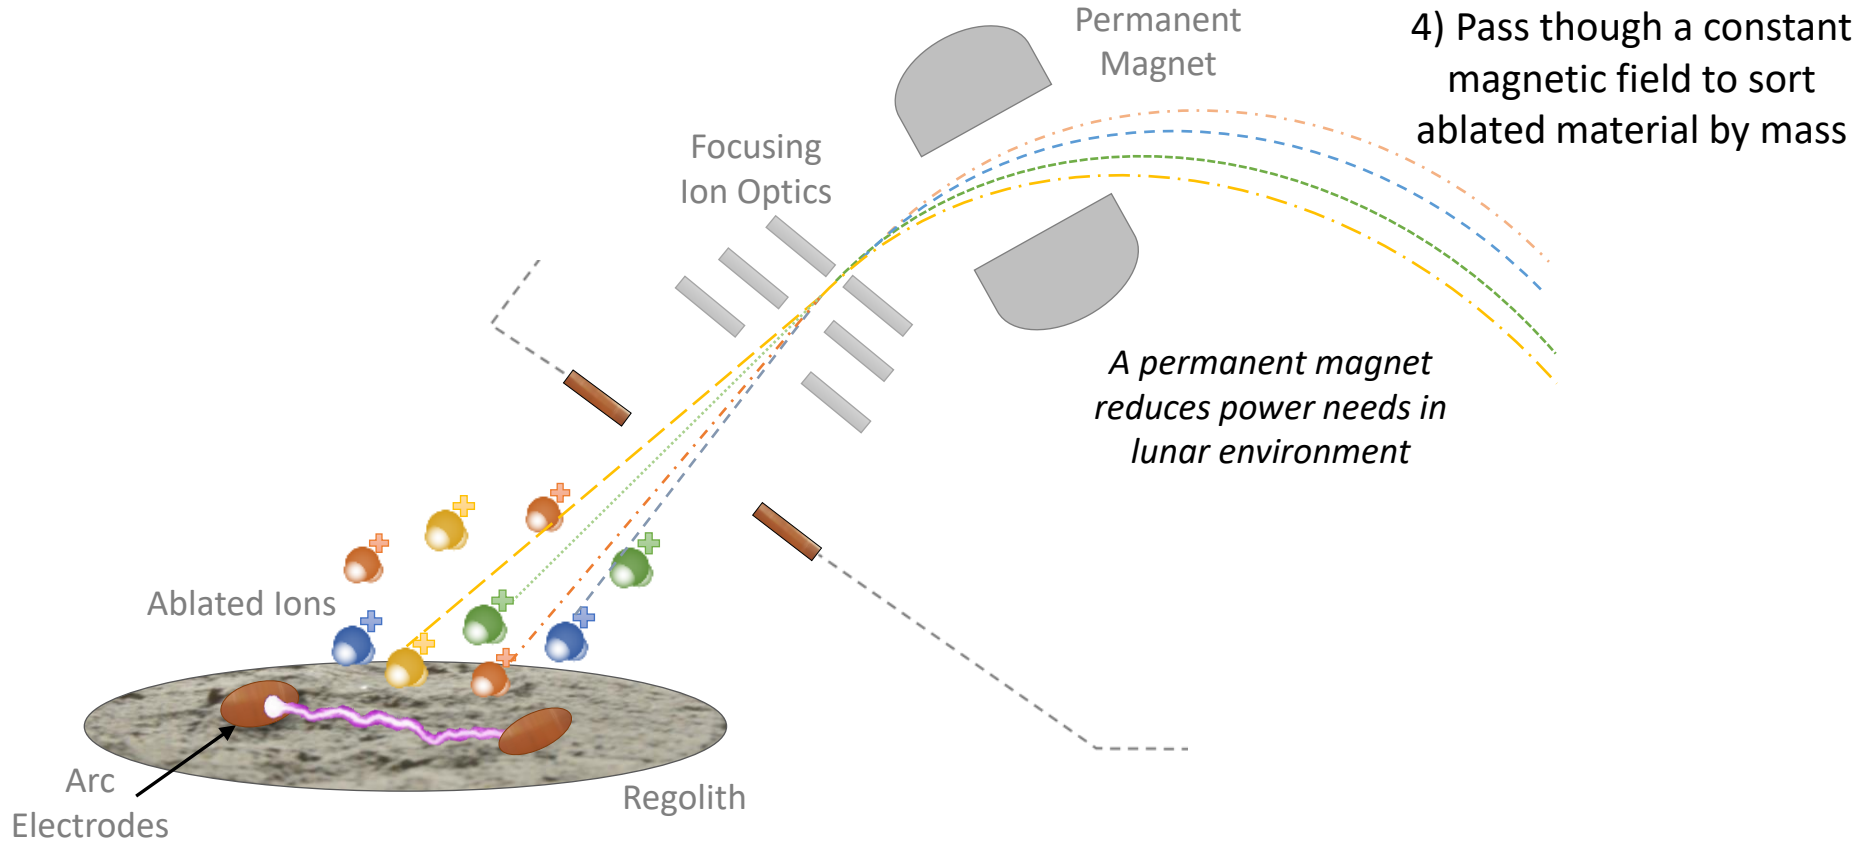 Permanent
Magnet
4) Pass though a constant
magnetic field to sort
ablated material by mass
Focusing
Ion Optics
A permanent magnet
reduces power needs in
lunar environment
Ablated Ions
Arc
Electrodes
Regolith